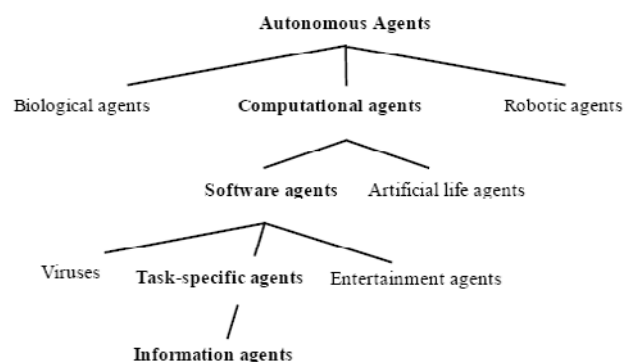 Autonomous Agents
Biological agents
Computational agents
Robotic agents
Software agents
Artificial life agents
Viruses
Task-specific agents
Entertainment agents
Information agents